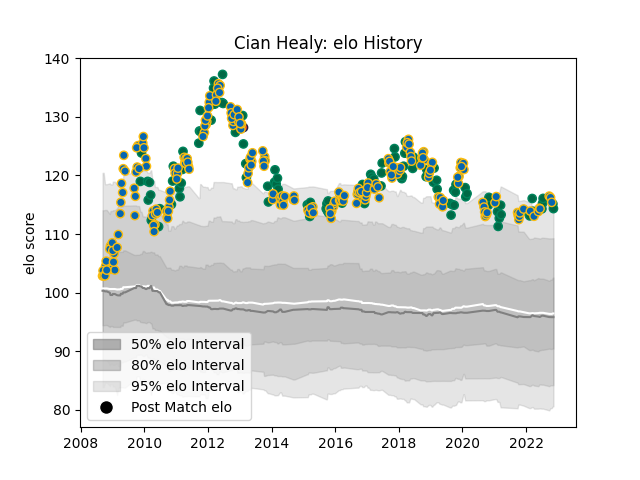 Cian Healy: elo History
elo score
140
130
120
110
100
90
80
50% elo Interval
80% elo Interval
95% elo Interval
Post Match elo
2008 2010 2012 2014 2016 2018 2020 2022